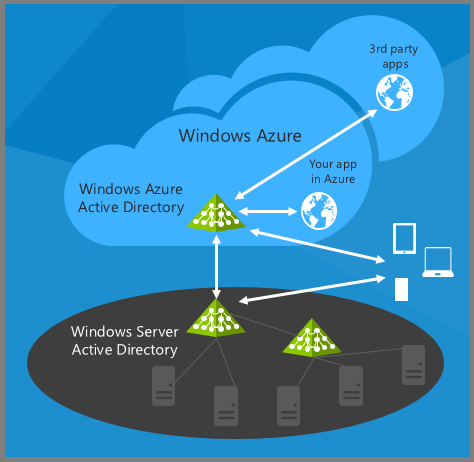 3rd party
apps
Windows Azure
Your app
in Azure
Windows Azure
Active Directory
Windows Server
Active Directory